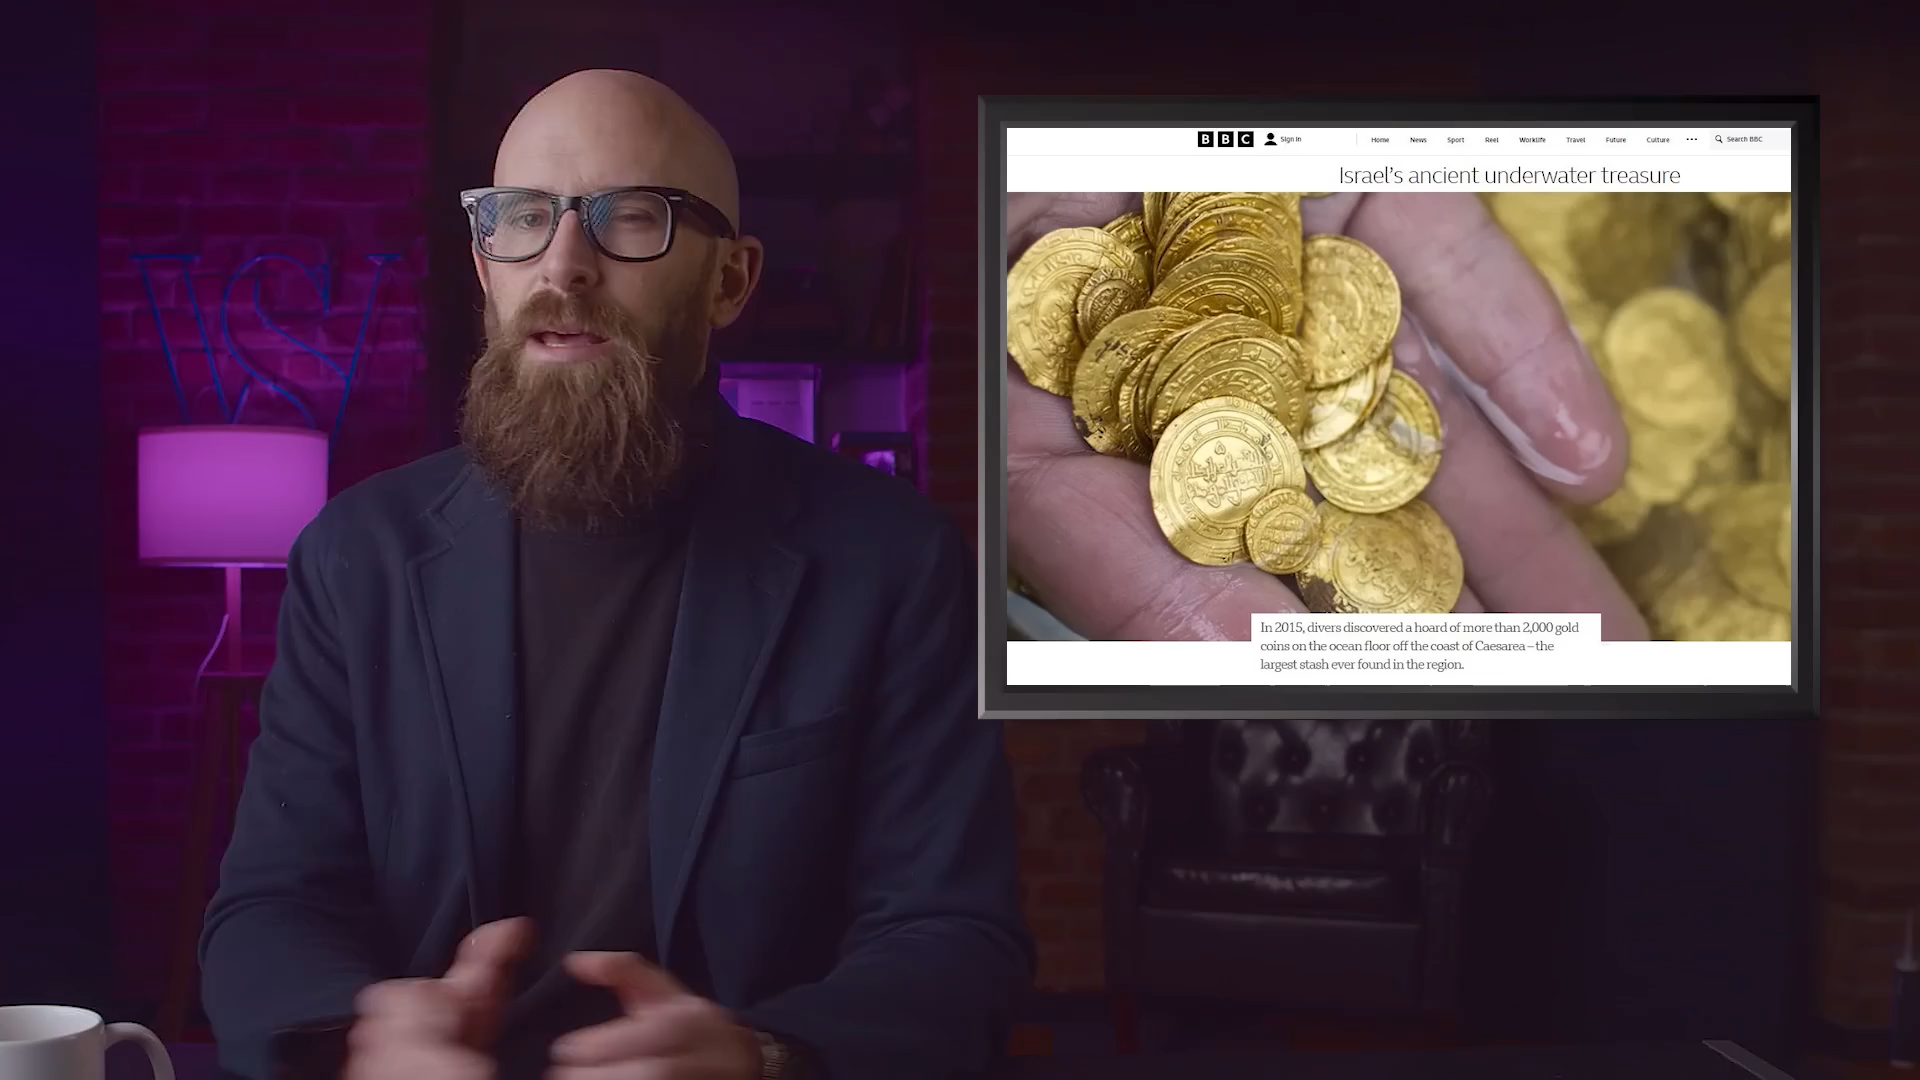 WS
BBC Sign in Home News Sport Reel Worklife Travel Future Culture ... Search BBC
Israel's ancient underwater treasure
In 2015, divers discovered a hoard of more than 2,000 gold
coins on the ocean floor off the coast of Caesarea – the
largest stash ever found in the region.